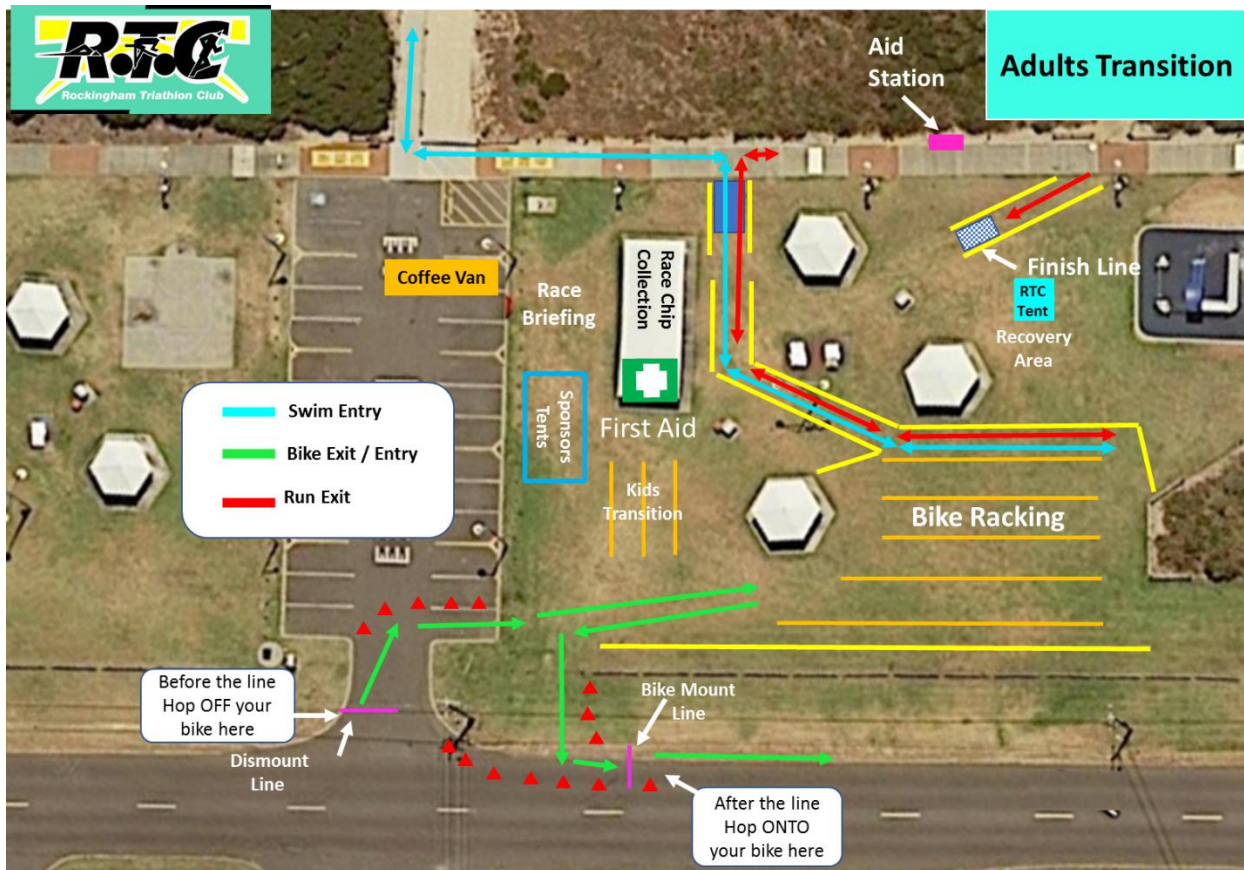 R.T.C
Rockingham Triathlon Club
Aid
Station
Adults Transition
Coffee Van
Race
Briefing
Race Chip
Collection
Finish Line
RTC
Tent
Recovery
Area
Swim Entry
Bike Exit / Entry
Run Exit
Sponsors
Tents
First Aid
Kids
Transition
Bike Racking
Before the line
Hop OFF your
bike here
Dismount
Line
Bike Mount
Line
After the line
Hop ONTO
your bike here